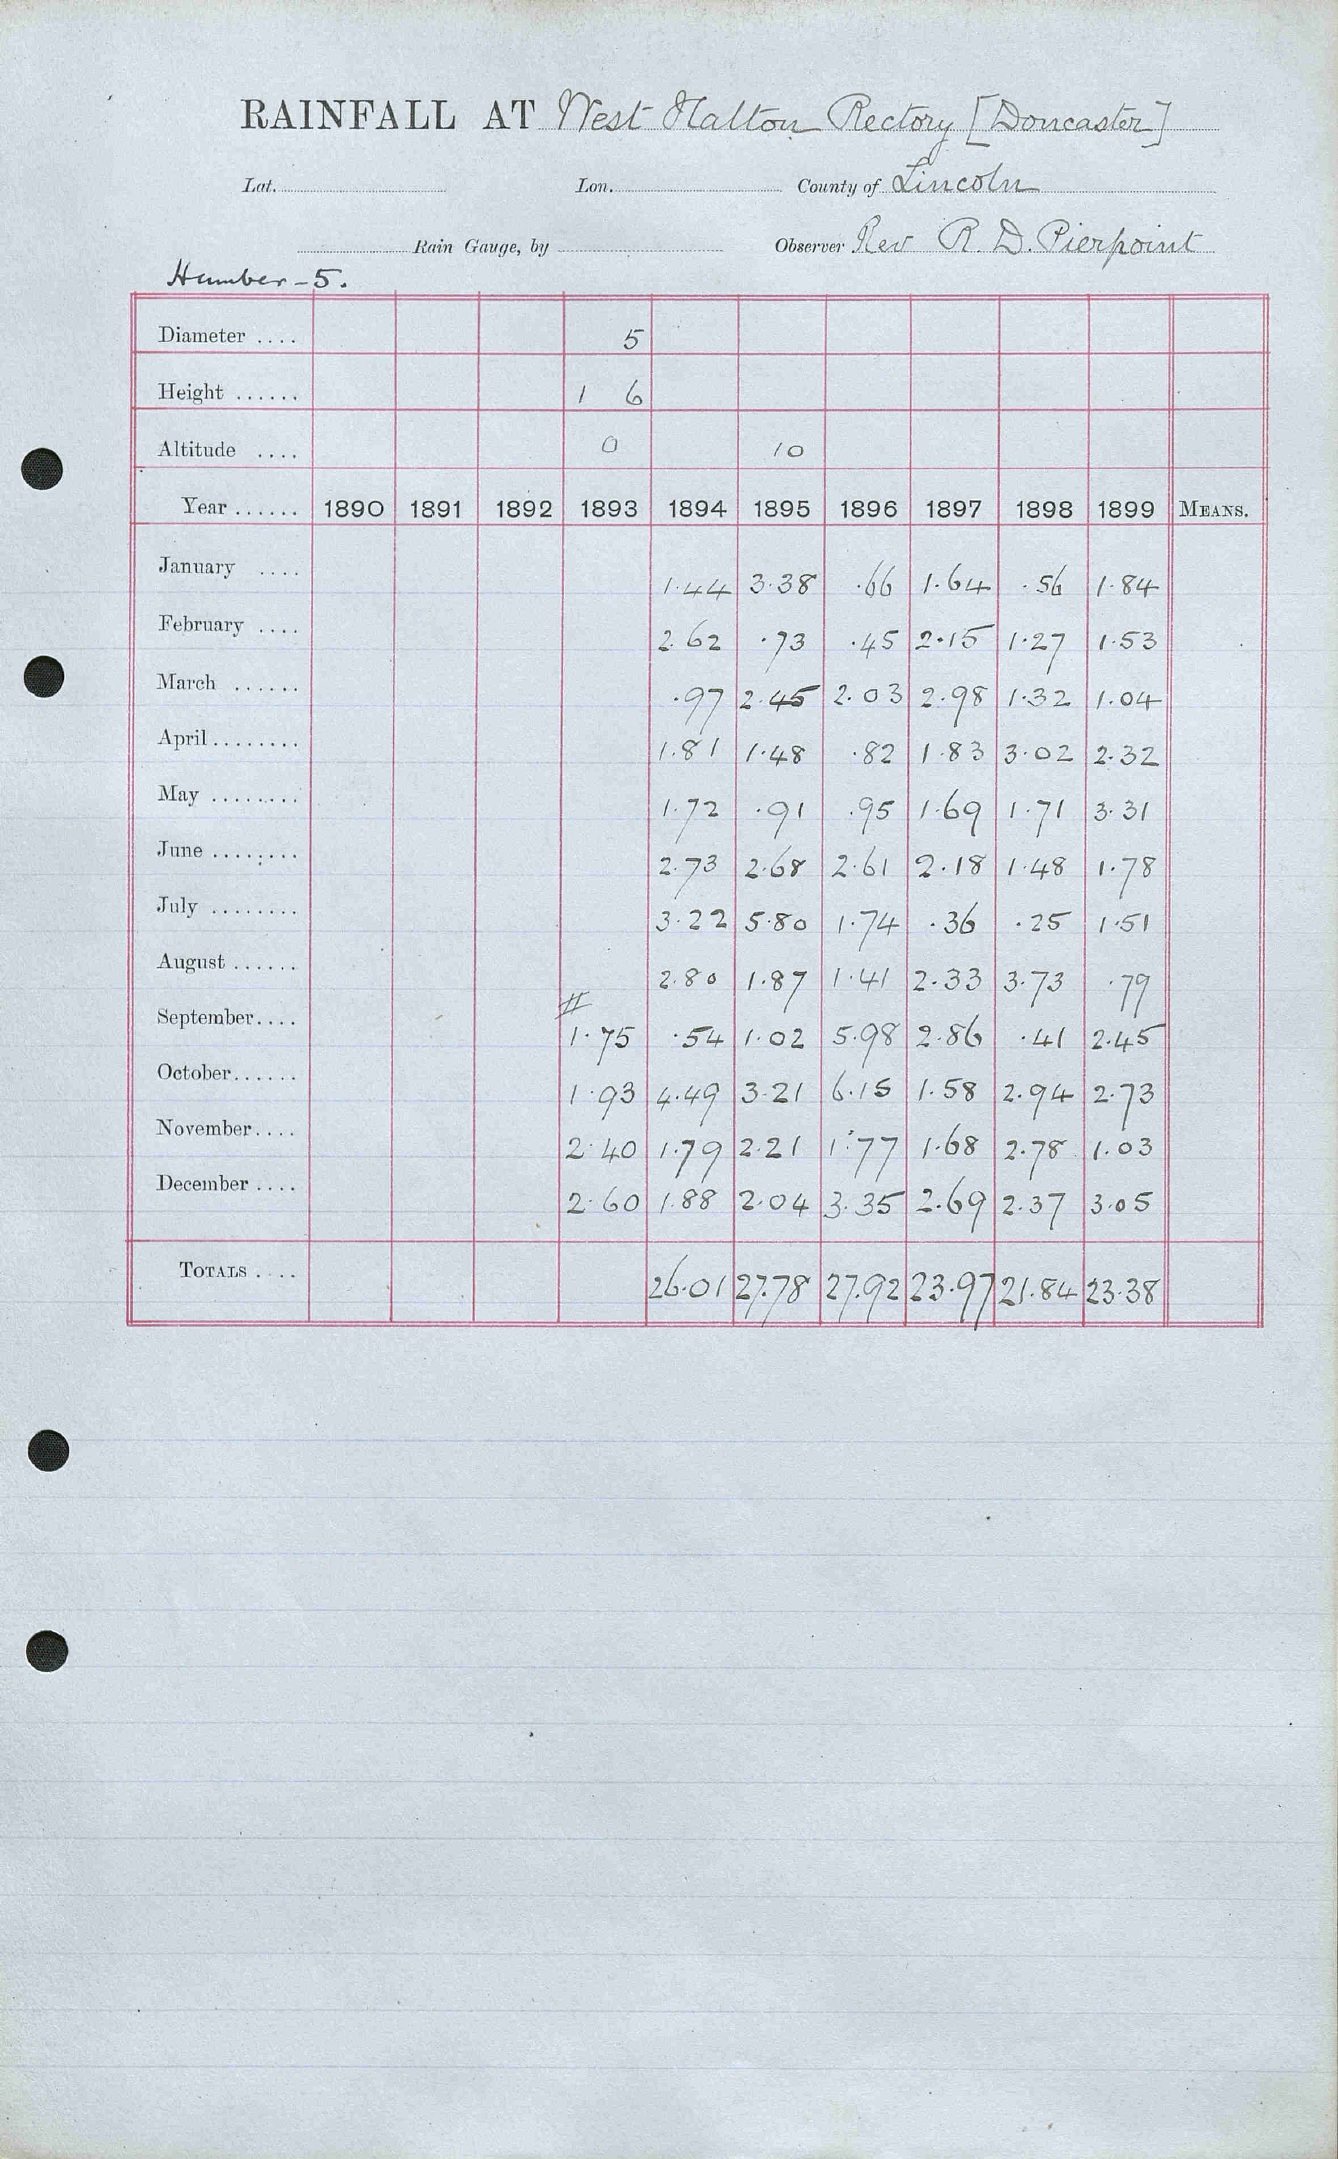 RAINFALL AT West Halton Rectory [Doncaster]
Lat. Lon. County of Lincoln
Rain Gauge, by Observer Rev R. D. Pierpoint
Humber - 5.
Diameter .... 5
Height ...... 1 6
Altitude .... 0 10
Year ...... 1890 1891 1892 1893 1894 1895 1896 1897 1898 1899 MEANS.
January .... 1.44 3.38 .66 1.64 .56 1.84
February .... 2.62 .73 .45 2.15 1.27 1.53
March ...... .97 2.45 2.03 2.98 1.32 1.04
April ........ 1.81 1.48 .82 1.83 3.02 2.32
May ........ 1.72 .91 .95 1.69 1.71 3.31
June ........ 2.73 2.68 2.61 2.18 1.48 1.78
July ........ 3.22 5.80 1.74 .36 .25 1.51
August ...... 2.80 1.87 1.41 2.33 3.73 .79
September .... # 1.75 .54 1.02 5.98 2.86 .41 2.45
October ...... 1.93 4.49 3.21 6.15 1.58 2.94 2.73
November .... 2.40 1.79 2.21 1.77 1.68 2.78 1.03
December .... 2.60 1.88 2.04 3.35 2.69 2.37 3.05
TOTALS .... 26.01 27.78 27.92 23.97 21.84 23.38